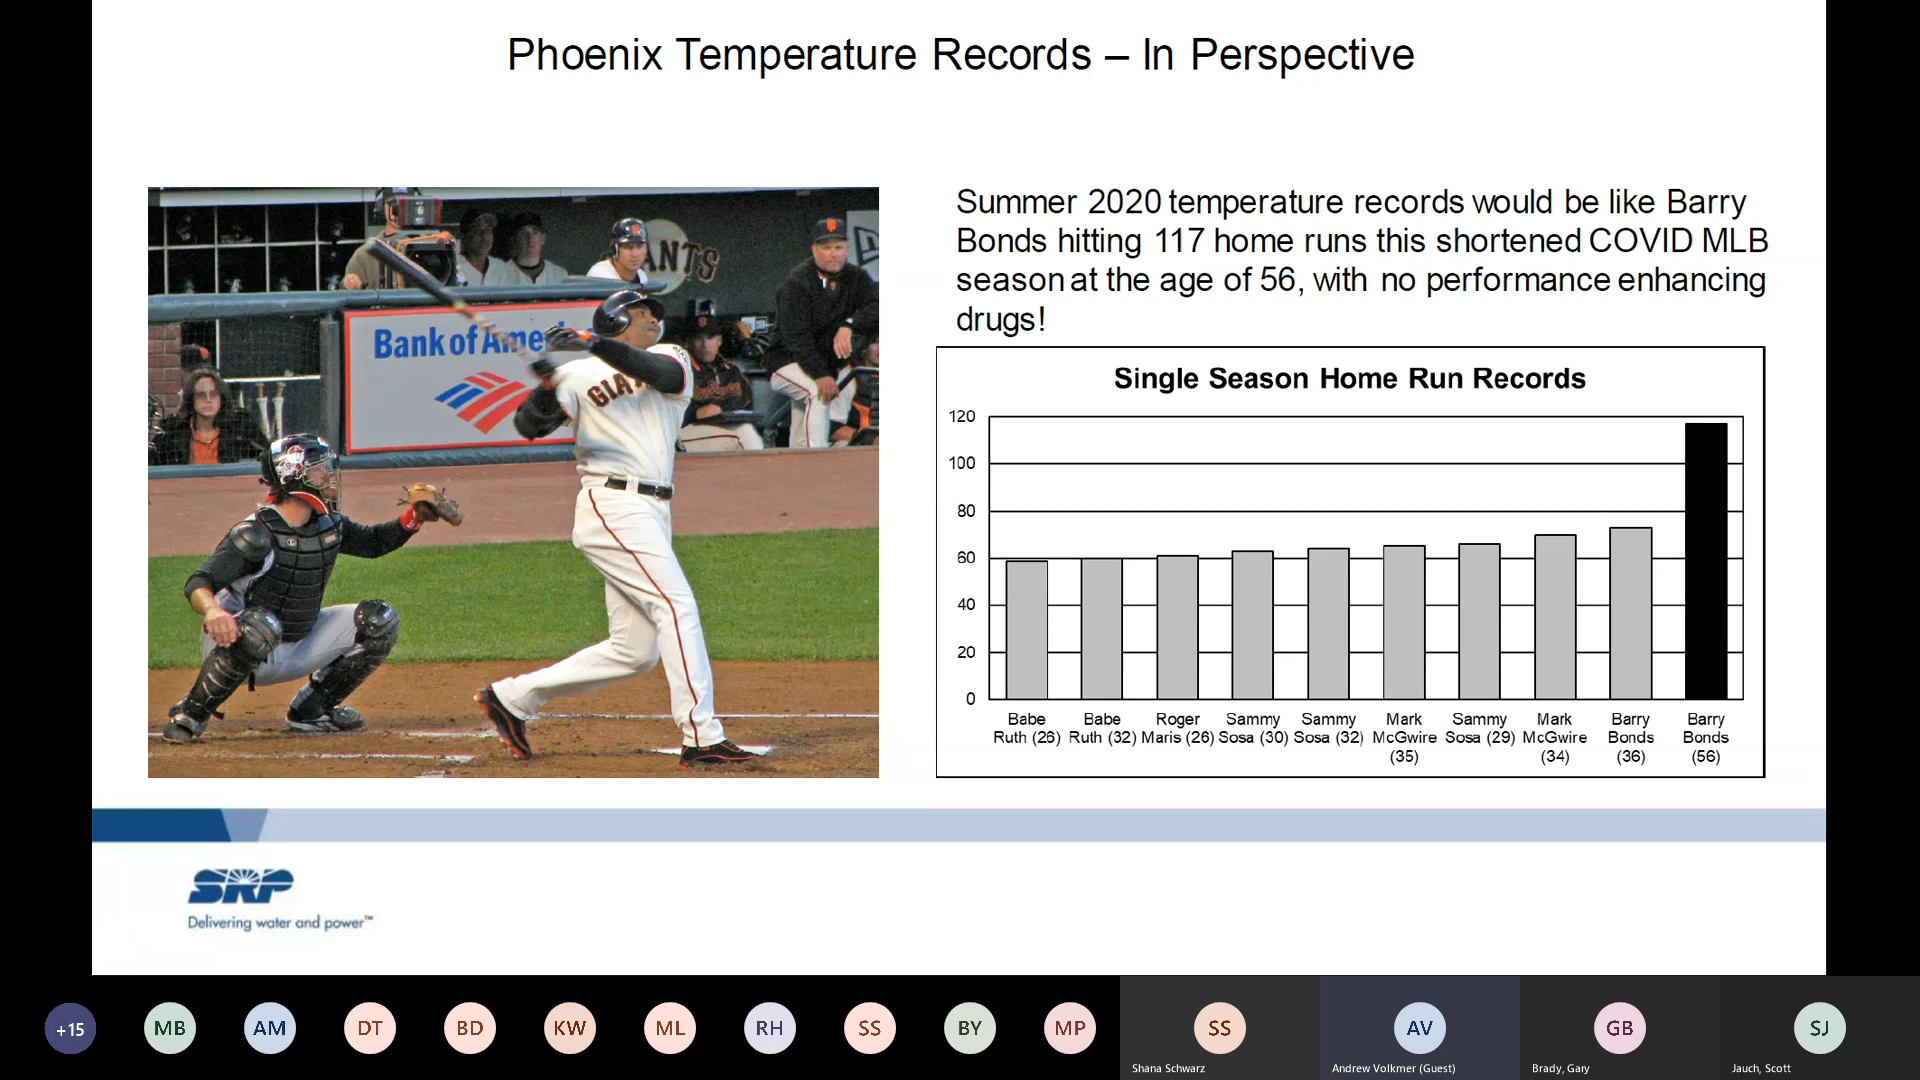 Phoenix Temperature Records – In Perspective
Summer 2020 temperature records would be like Barry
Bonds hitting 117 home runs this shortened COVID MLB
season at the age of 56, with no performance enhancing
drugs!
6
ANTS
Bank of Ame
GIA
Single Season Home Run Records
120
100
80
60
40
20
0
Babe Ruth (26)
Babe Ruth (32)
Roger Maris (26)
Sammy Sosa (30)
Sammy Sosa (32)
Mark McGwire (35)
Sammy Sosa (29)
Mark McGwire (34)
Barry Bonds (36)
Barry Bonds (56)
SRP
Delivering water and power™
+15
MB
AM
DT
BD
KW
ML
RH
SS
BY
MP
SS
Shana Schwarz
AV
Andrew Volkmer (Guest)
GB
Brady, Gary
SJ
Jauch, Scott